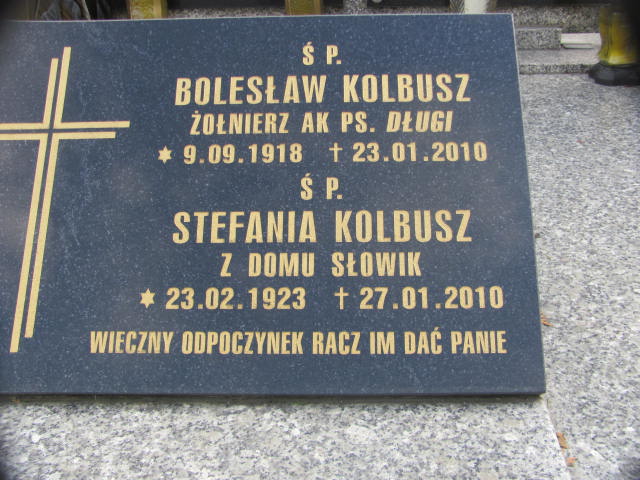 Ś P.
BOLESŁAW KOLBUSZ
ŻOŁNIERZ AK PS. DŁUGI
✶ 9.09.1918 † 23.01.2010
Ś P.
STEFANIA KOLBUSZ
Z DOMU SŁOWIK
✶ 23.02.1923 † 27.01.2010
WIECZNY ODPOCZYNEK RACZ IM DAĆ PANIE